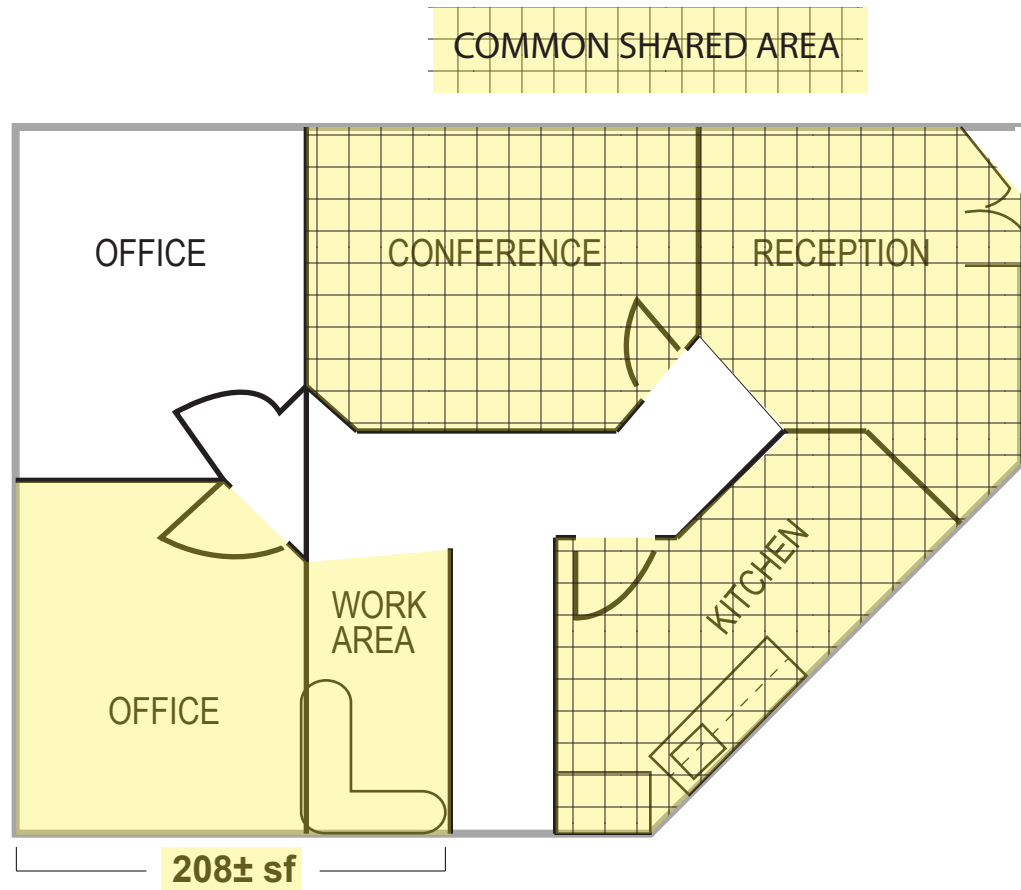 COMMON SHARED AREA
OFFICE
CONFERENCE
RECEPTION
KITCHEN
WORK
AREA
OFFICE
208± sf